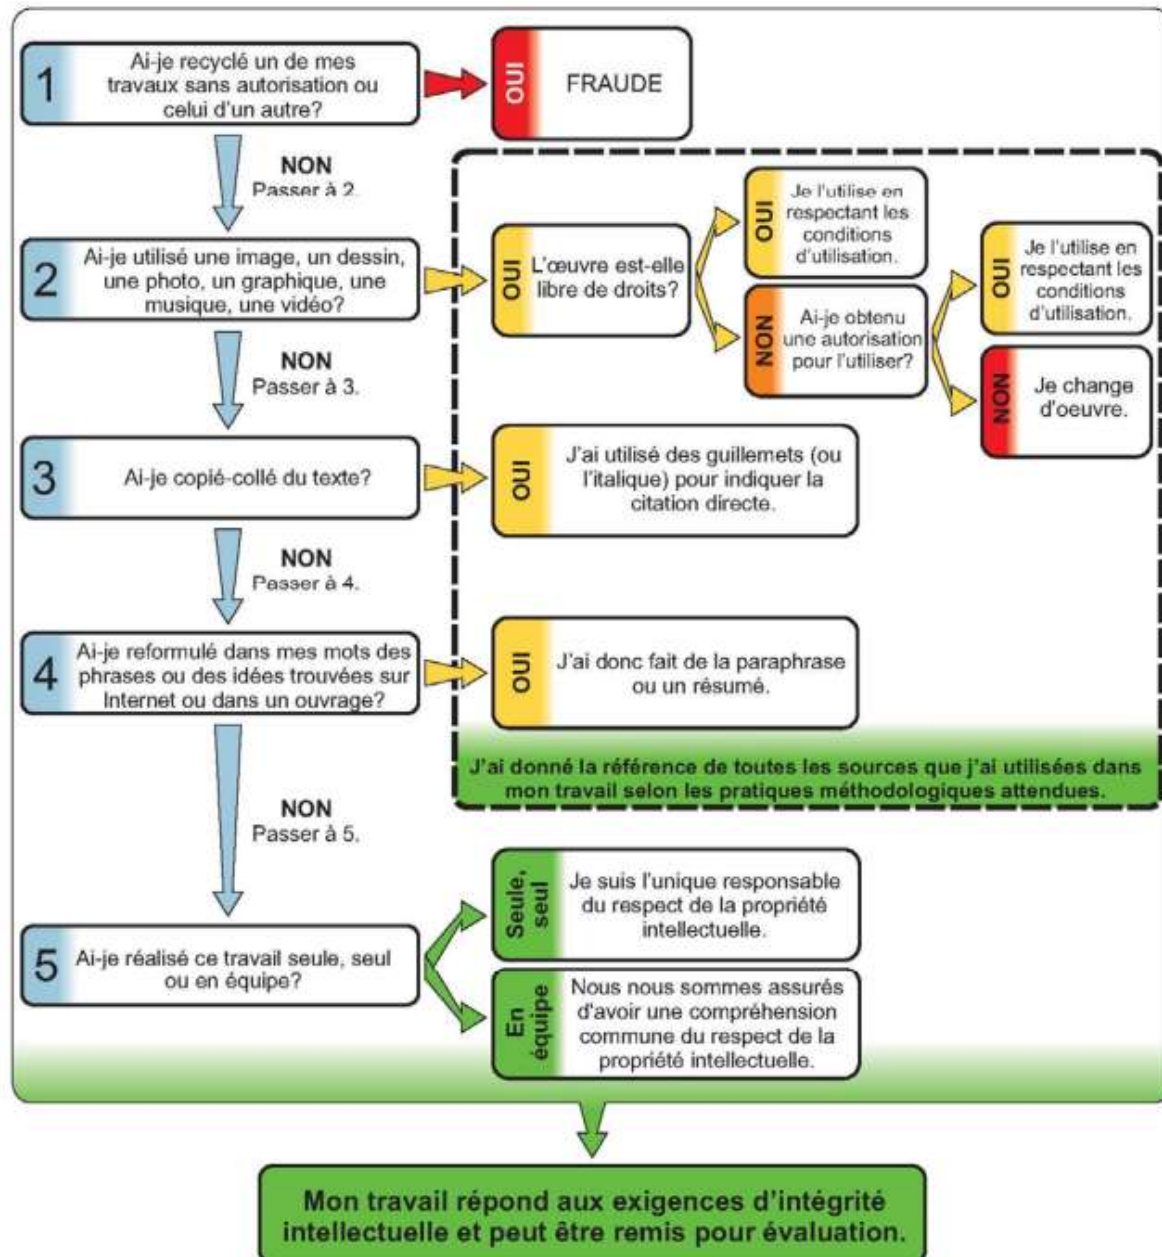 1
Ai-je recyclé un de mes
travaux sans autorisation ou
celui d'un autre?
OUI
FRAUDE
NON
Passer à 2.
2
Ai-je utilisé une image, un dessin,
une photo, un graphique, une
musique, une vidéo?
OUI
L'œuvre est-elle
libre de droits?
OUI
Je l'utilise en
respectant les
conditions
d'utilisation.
NON
Ai-je obtenu
une autorisation
pour l'utiliser?
OUI
Je l'utilise en
respectant les
conditions
d'utilisation.
NON
Je change
d'oeuvre.
NON
Passer à 3.
3
Ai-je copié-collé du texte?
OUI
J'ai utilisé des guillemets (ou
l'italique) pour indiquer la
citation directe.
NON
Passer à 4.
4
Ai-je reformulé dans mes mots des
phrases ou des idées trouvées sur
Internet ou dans un ouvrage?
OUI
J'ai donc fait de la paraphrase
ou un résumé.
J'ai donné la référence de toutes les sources que j'ai utilisées dans
mon travail selon les pratiques méthodologiques attendues.
NON
Passer à 5.
5
Ai-je réalisé ce travail seule, seul
ou en équipe?
Seule,
seul
Je suis l'unique responsable
du respect de la propriété
intellectuelle.
En
équipe
Nous nous sommes assurés
d'avoir une compréhension
commune du respect de la
propriété intellectuelle.
Mon travail répond aux exigences d'intégrité
intellectuelle et peut être remis pour évaluation.